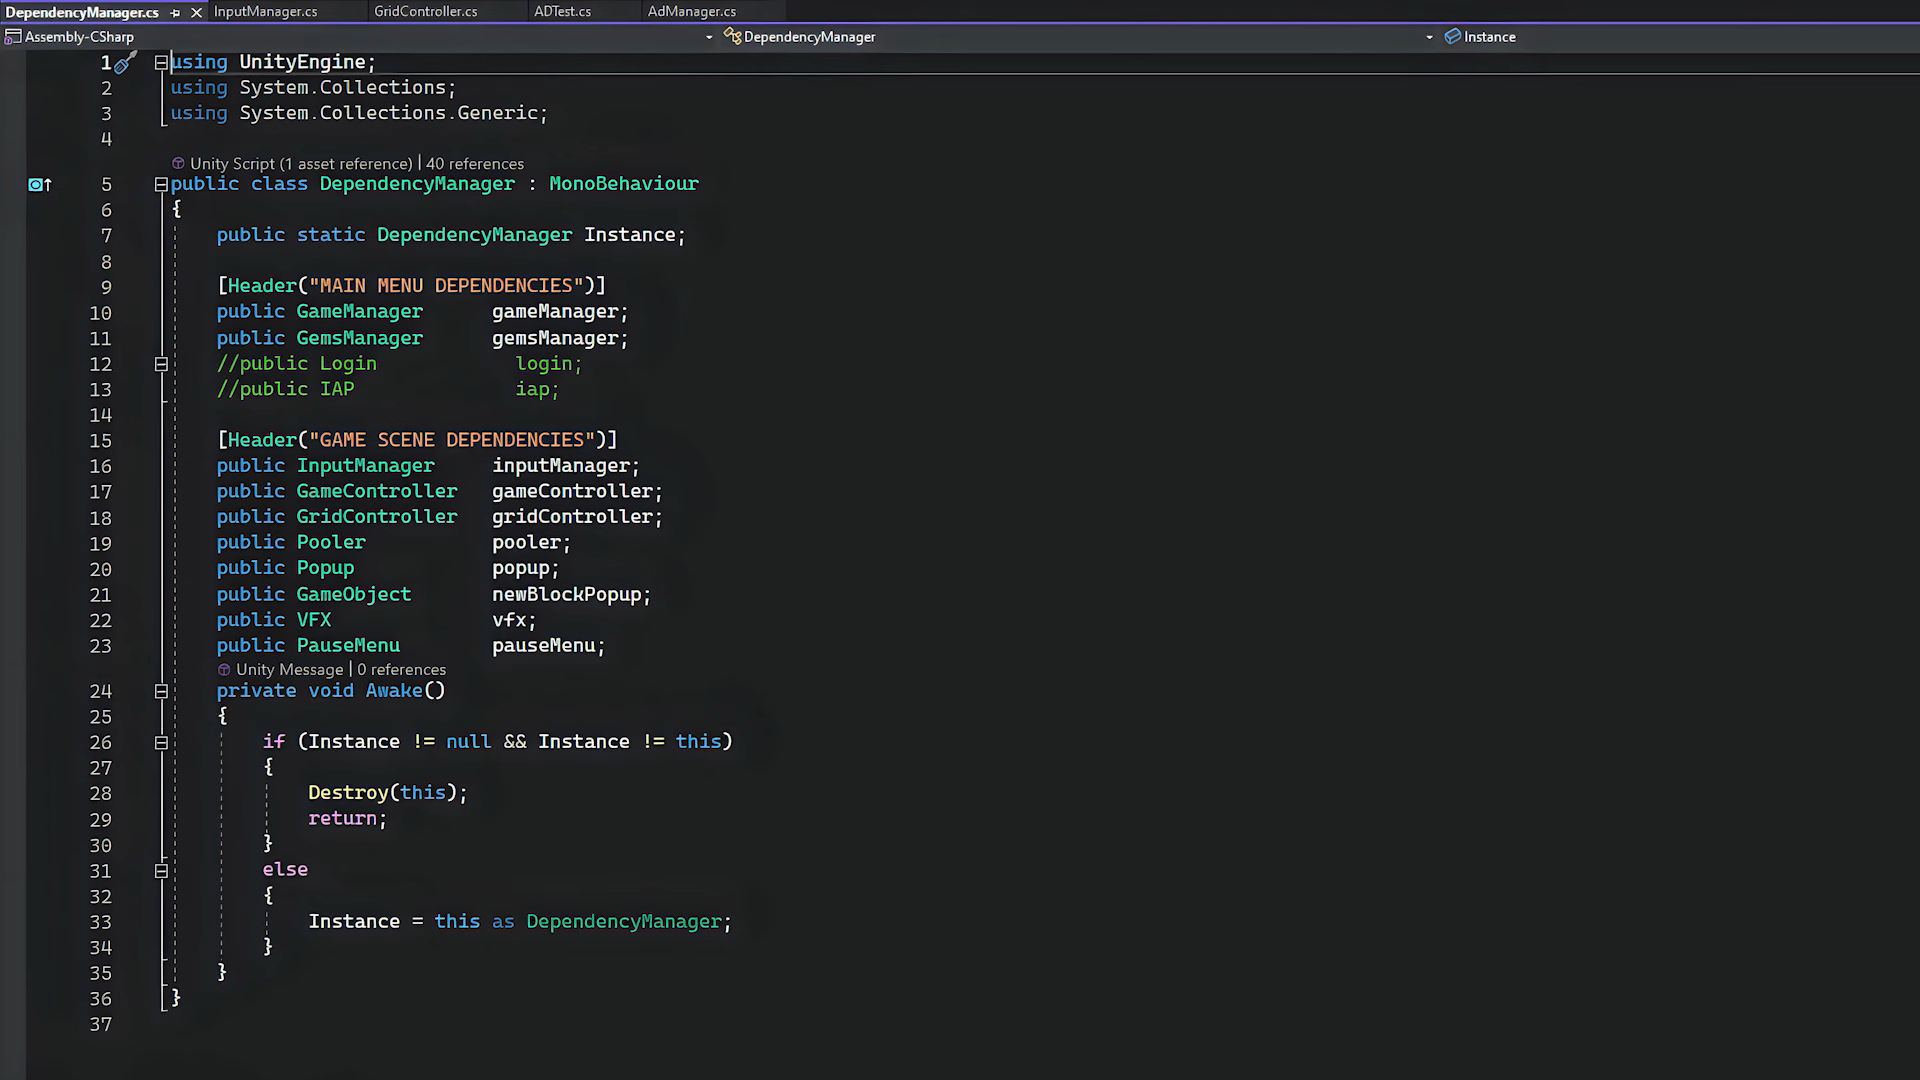 DependencyManager.cs InputManager.cs GridController.cs ADTest.cs AdManager.cs
Assembly-CSharp DependencyManager Instance
1 using UnityEngine;
2 using System.Collections;
3 using System.Collections.Generic;
4
Unity Script (1 asset reference) | 40 references
5 public class DependencyManager : MonoBehaviour
6 {
7 public static DependencyManager Instance;
8
9 [Header("MAIN MENU DEPENDENCIES")]
10 public GameManager gameManager;
11 public GemsManager gemsManager;
12 //public Login login;
13 //public IAP iap;
14
15 [Header("GAME SCENE DEPENDENCIES")]
16 public InputManager inputManager;
17 public GameController gameController;
18 public GridController gridController;
19 public Pooler pooler;
20 public Popup popup;
21 public GameObject newBlockPopup;
22 public VFX vfx;
23 public PauseMenu pauseMenu;
Unity Message | 0 references
24 private void Awake()
25 {
26 if (Instance != null && Instance != this)
27 {
28 Destroy(this);
29 return;
30 }
31 else
32 {
33 Instance = this as DependencyManager;
34 }
35 }
36 }
37